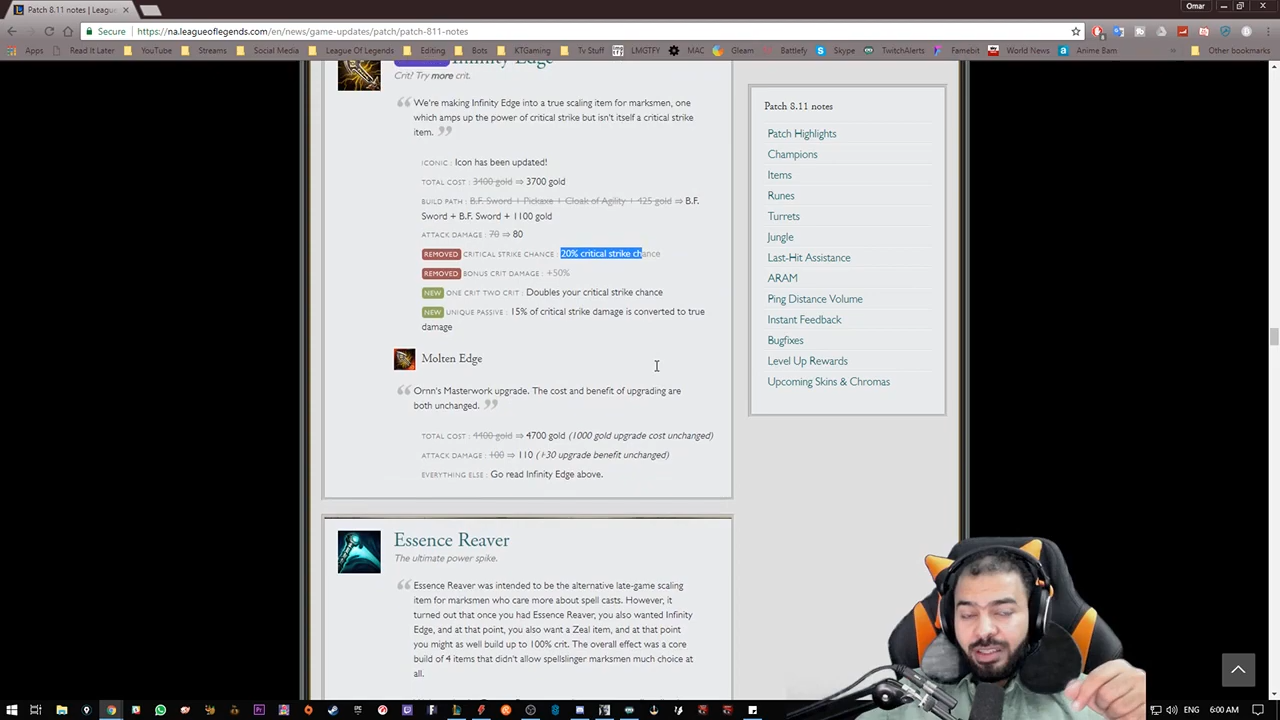 Patch 8.11 notes | Leagu
Omar
Secure
https://na.leagueoflegends.com/en/news/game-updates/patch/patch-811-notes
Apps Read It Later YouTube Streams Social Media League Of Legends Editing Bots XTGaming Tv Stuff LMGTFY MAC Gleam Battlefy Skype TwitchAlerts Famebit World News Anime Bam Other bookmarks
Infinity Edge
Crit? Try more crit.
We're making Infinity Edge into a true scaling item for marksmen, one
which amps up the power of critical strike but isn't itself a critical strike
item.
ICONIC : Icon has been updated!
TOTAL COST : 3400 gold ⇒ 3700 gold
BUILD PATH : B.F. Sword + Pickaxe + Cloak of Agility + 425 gold ⇒ B.F.
Sword + B.F. Sword + 1100 gold
ATTACK DAMAGE : 70 ⇒ 80
REMOVED CRITICAL STRIKE CHANCE : 20% critical strike chance
REMOVED BONUS CRIT DAMAGE : +50%
NEW ONE CRIT TWO CRIT : Doubles your critical strike chance
NEW UNIQUE PASSIVE : 15% of critical strike damage is converted to true
damage
Molten Edge
Ornn's Masterwork upgrade. The cost and benefit of upgrading are
both unchanged.
TOTAL COST : 4400 gold ⇒ 4700 gold (1000 gold upgrade cost unchanged)
ATTACK DAMAGE : 100 ⇒ 110 (+30 upgrade benefit unchanged)
EVERYTHING ELSE : Go read Infinity Edge above.
Essence Reaver
The ultimate power spike.
Essence Reaver was intended to be the alternative late-game scaling
item for marksmen who care more about spell casts. However, it
turned out that once you had Essence Reaver, you also wanted Infinity
Edge, and at that point, you also want a Zeal item, and at that point
you might as well build up to 100% crit. The overall effect was a core
build of 4 items that didn't allow spellslinger marksmen much choice at
all.
Patch 8.11 notes
Patch Highlights
Champions
Items
Runes
Turrets
Jungle
Last-Hit Assistance
ARAM
Ping Distance Volume
Instant Feedback
Bugfixes
Level Up Rewards
Upcoming Skins & Chromas
ENG 6:00 AM